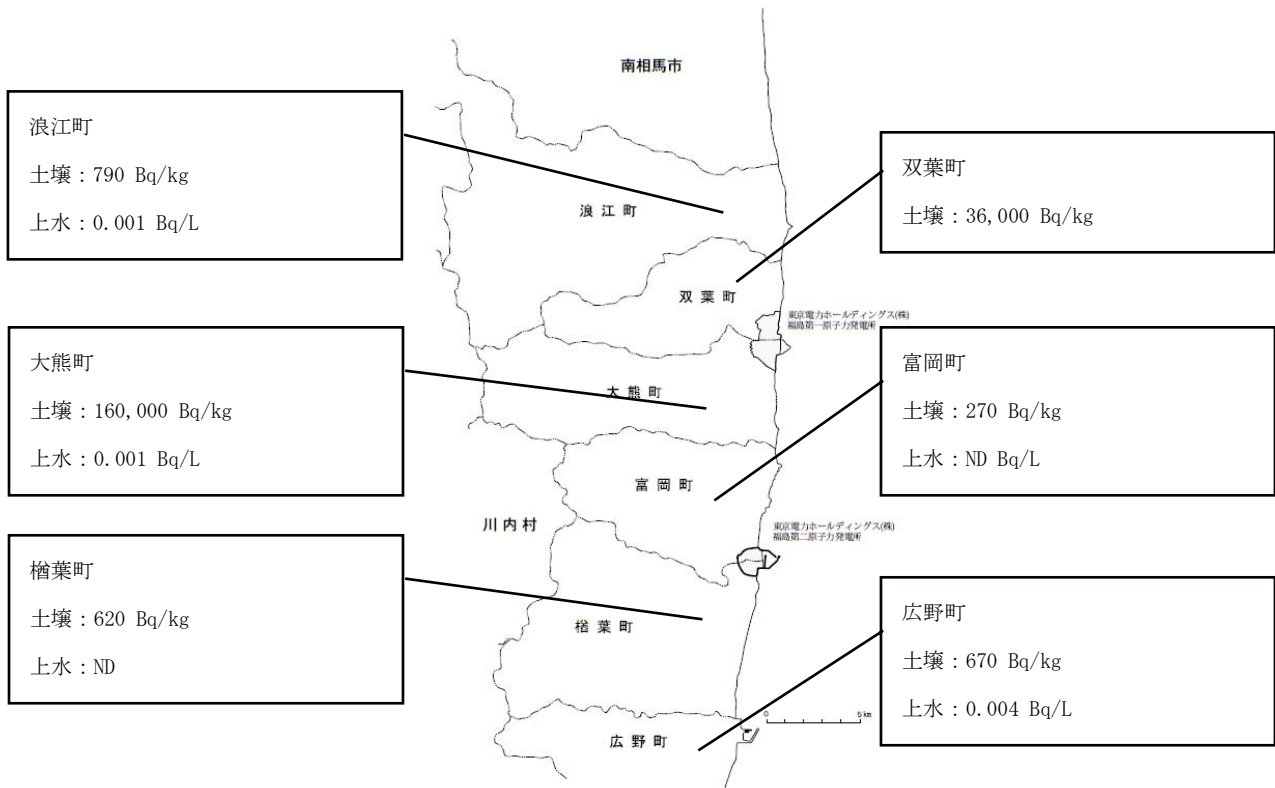 南相馬市
浪江町
土壌：790 Bq/kg
上水：0.001 Bq/L
双葉町
土壌：36,000 Bq/kg
浪江町
双葉町
東京電力ホールディングス(株)
福島第一原子力発電所
大熊町
土壌：160,000 Bq/kg
上水：0.001 Bq/L
富岡町
土壌：270 Bq/kg
上水：ND Bq/L
大熊町
富岡町
川内村
東京電力ホールディングス(株)
福島第二原子力発電所
楢葉町
土壌：620 Bq/kg
上水：ND
広野町
土壌：670 Bq/kg
上水：0.004 Bq/L
楢葉町
0
5km
広野町